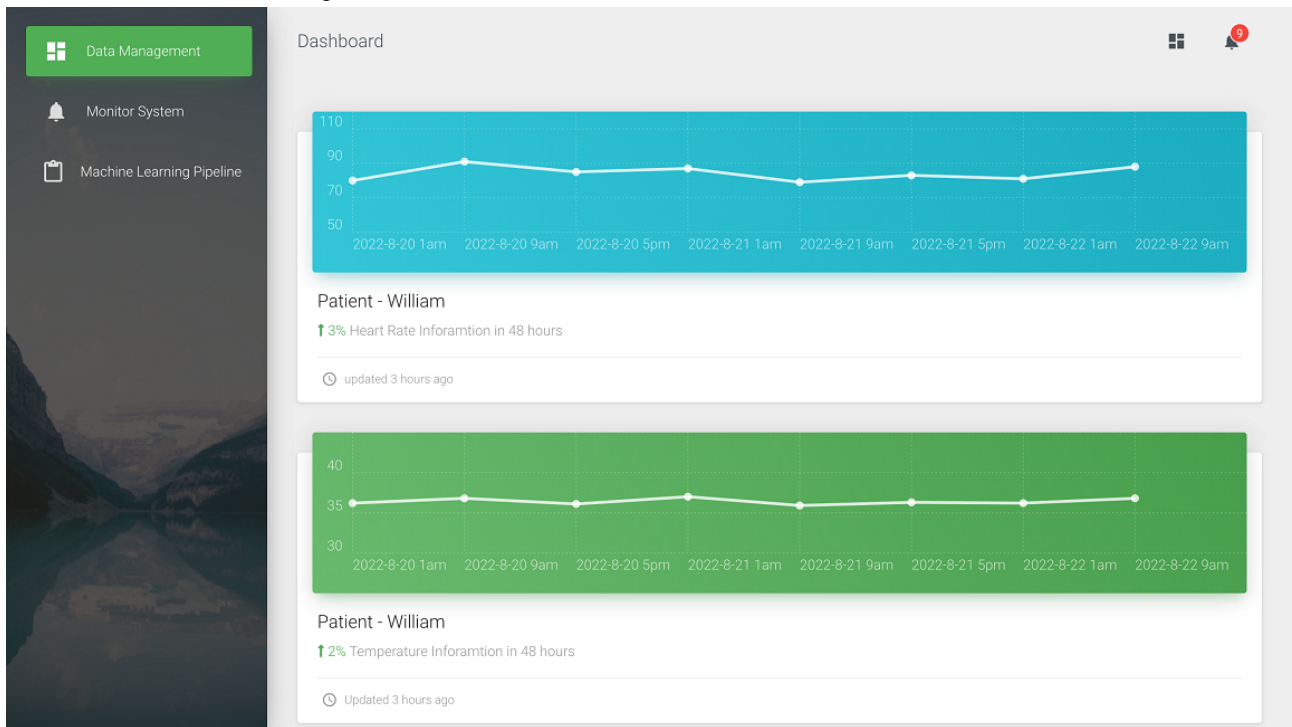 Data Management
Monitor System
Machine Learning Pipeline
Dashboard
9
110
90
70
50
2022-8-20 1am 2022-8-20 9am 2022-8-20 5pm 2022-8-21 1am 2022-8-21 9am 2022-8-21 5pm 2022-8-22 1am 2022-8-22 9am
Patient - William
3% Heart Rate Inforamtion in 48 hours
updated 3 hours ago
40
35
30
2022-8-20 1am 2022-8-20 9am 2022-8-20 5pm 2022-8-21 1am 2022-8-21 9am 2022-8-21 5pm 2022-8-22 1am 2022-8-22 9am
Patient - William
2% Temperature Inforamtion in 48 hours
Updated 3 hours ago